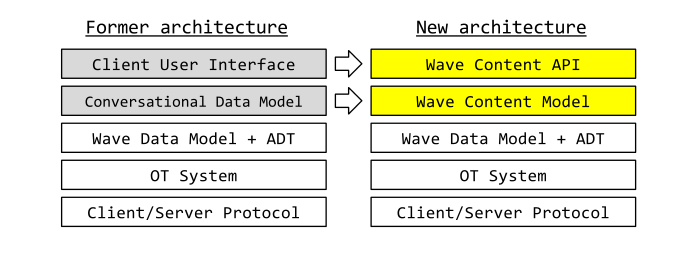 Former architecture
Client User Interface
Conversational Data Model
Wave Data Model + ADT
OT System
Client/Server Protocol
New architecture
Wave Content API
Wave Content Model
Wave Data Model + ADT
OT System
Client/Server Protocol